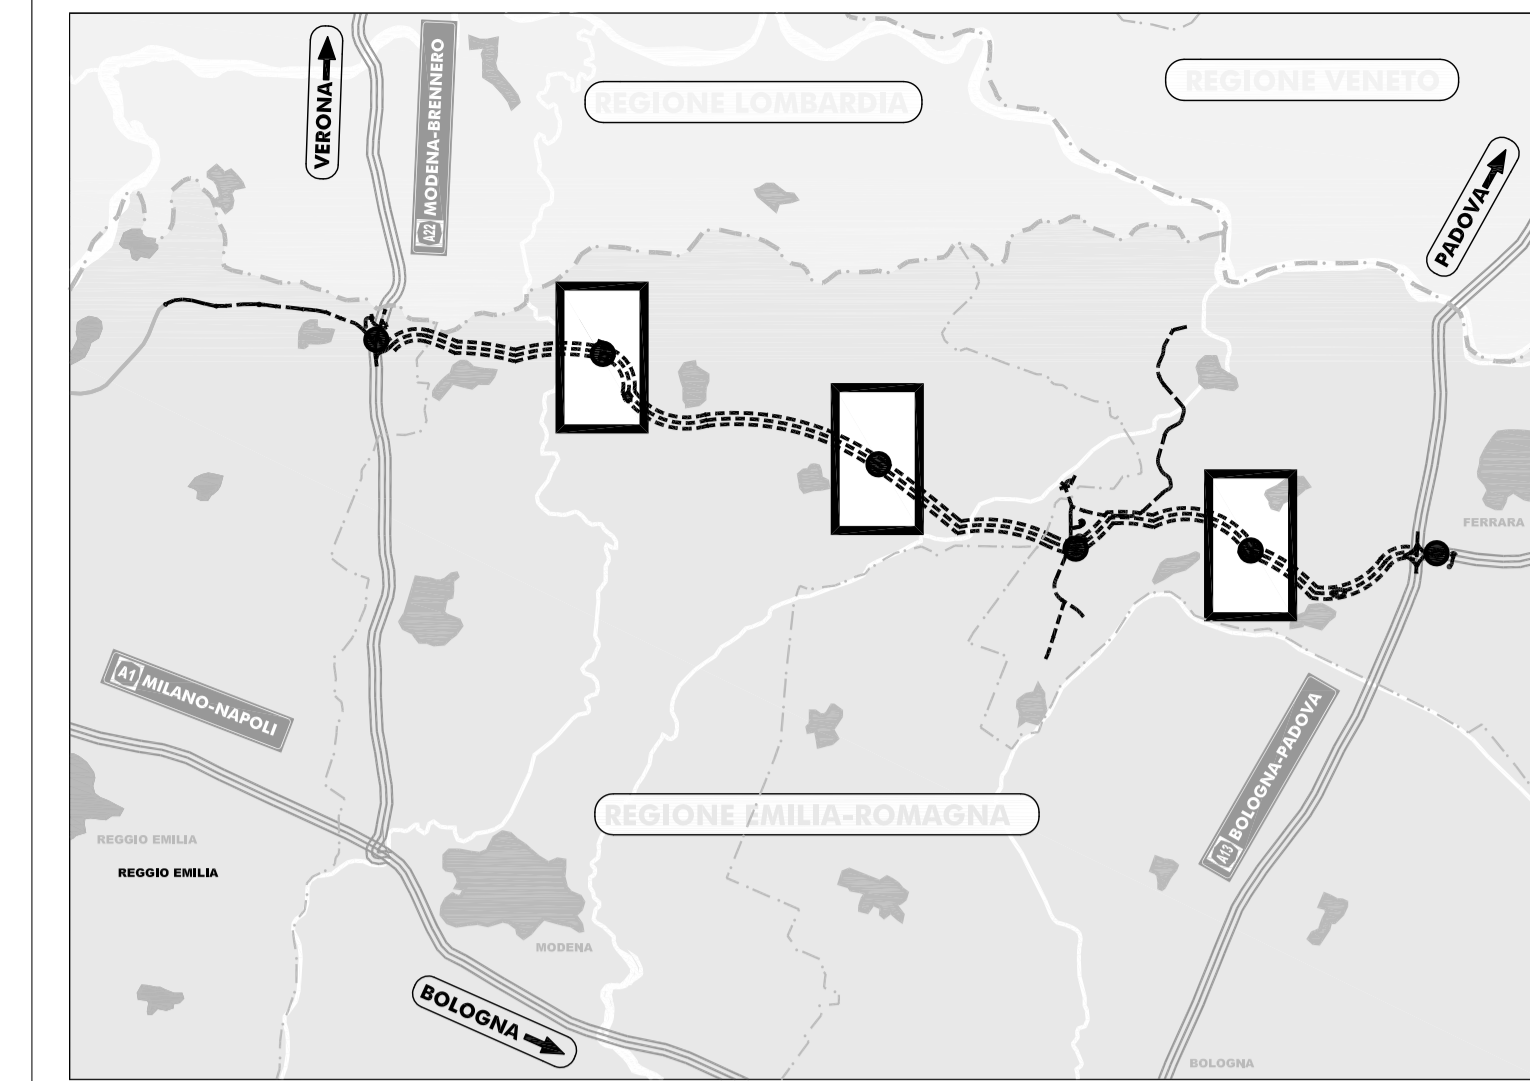 VERONA
A22 MODENA-BRENNERO
REGIONE LOMBARDIA
REGIONE VENETO
PADOVA
FERRARA
A1 MILANO-NAPOLI
A13 BOLOGNA-PADOVA
REGIONE EMILIA-ROMAGNA
REGGIO EMILIA
REGGIO EMILIA
MODENA
BOLOGNA
BOLOGNA